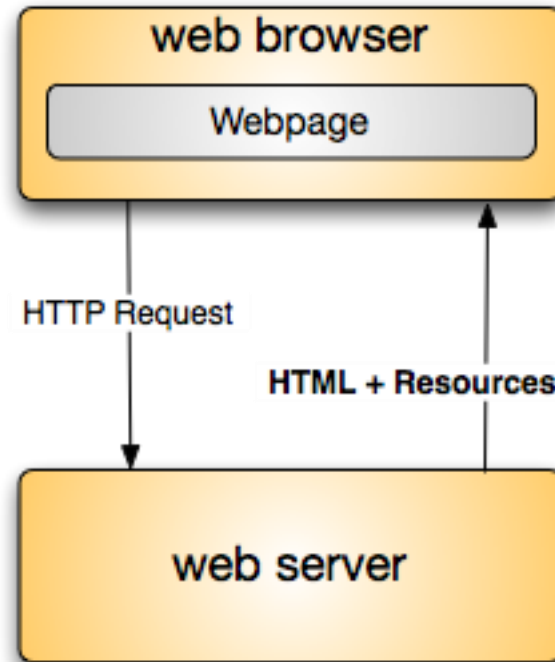 web browser
Webpage
HTTP Request
HTML + Resources
web server